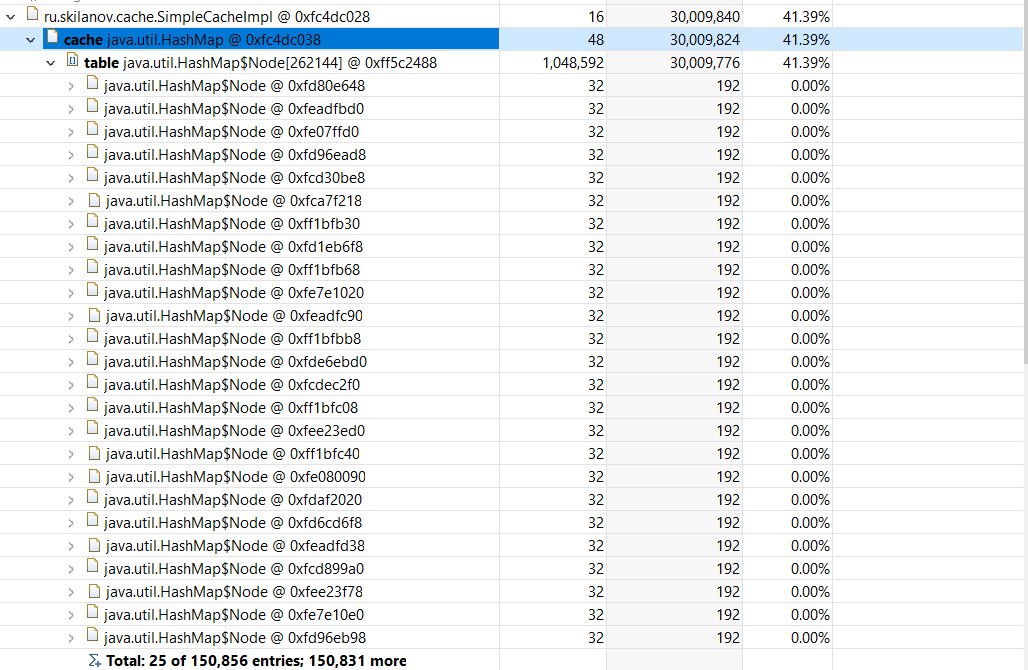 ru.skilanov.cache.SimpleCacheImpl @ 0xfc4dc028 16 30,009,840 41.39%
cache java.util.HashMap @ 0xfc4dc038 48 30,009,824 41.39%
table java.util.HashMap$Node[262144] @ 0xff5c2488 1,048,592 30,009,776 41.39%
java.util.HashMap$Node @ 0xfd80e648 32 192 0.00%
java.util.HashMap$Node @ 0xfeadfbd0 32 192 0.00%
java.util.HashMap$Node @ 0xfe07ffd0 32 192 0.00%
java.util.HashMap$Node @ 0xfd96ead8 32 192 0.00%
java.util.HashMap$Node @ 0xfcd30be8 32 192 0.00%
java.util.HashMap$Node @ 0xfca7f218 32 192 0.00%
java.util.HashMap$Node @ 0xff1bfb30 32 192 0.00%
java.util.HashMap$Node @ 0xfd1eb6f8 32 192 0.00%
java.util.HashMap$Node @ 0xff1bfb68 32 192 0.00%
java.util.HashMap$Node @ 0xfe7e1020 32 192 0.00%
java.util.HashMap$Node @ 0xfeadfc90 32 192 0.00%
java.util.HashMap$Node @ 0xff1bfbb8 32 192 0.00%
java.util.HashMap$Node @ 0xfde6ebd0 32 192 0.00%
java.util.HashMap$Node @ 0xfcdec2f0 32 192 0.00%
java.util.HashMap$Node @ 0xff1bfc08 32 192 0.00%
java.util.HashMap$Node @ 0xfee23ed0 32 192 0.00%
java.util.HashMap$Node @ 0xff1bfc40 32 192 0.00%
java.util.HashMap$Node @ 0xfe080090 32 192 0.00%
java.util.HashMap$Node @ 0xfdaf2020 32 192 0.00%
java.util.HashMap$Node @ 0xfd6cd6f8 32 192 0.00%
java.util.HashMap$Node @ 0xfeadfd38 32 192 0.00%
java.util.HashMap$Node @ 0xfcd899a0 32 192 0.00%
java.util.HashMap$Node @ 0xfee23f78 32 192 0.00%
java.util.HashMap$Node @ 0xfe7e10e0 32 192 0.00%
java.util.HashMap$Node @ 0xfd96eb98 32 192 0.00%
Total: 25 of 150,856 entries; 150,831 more